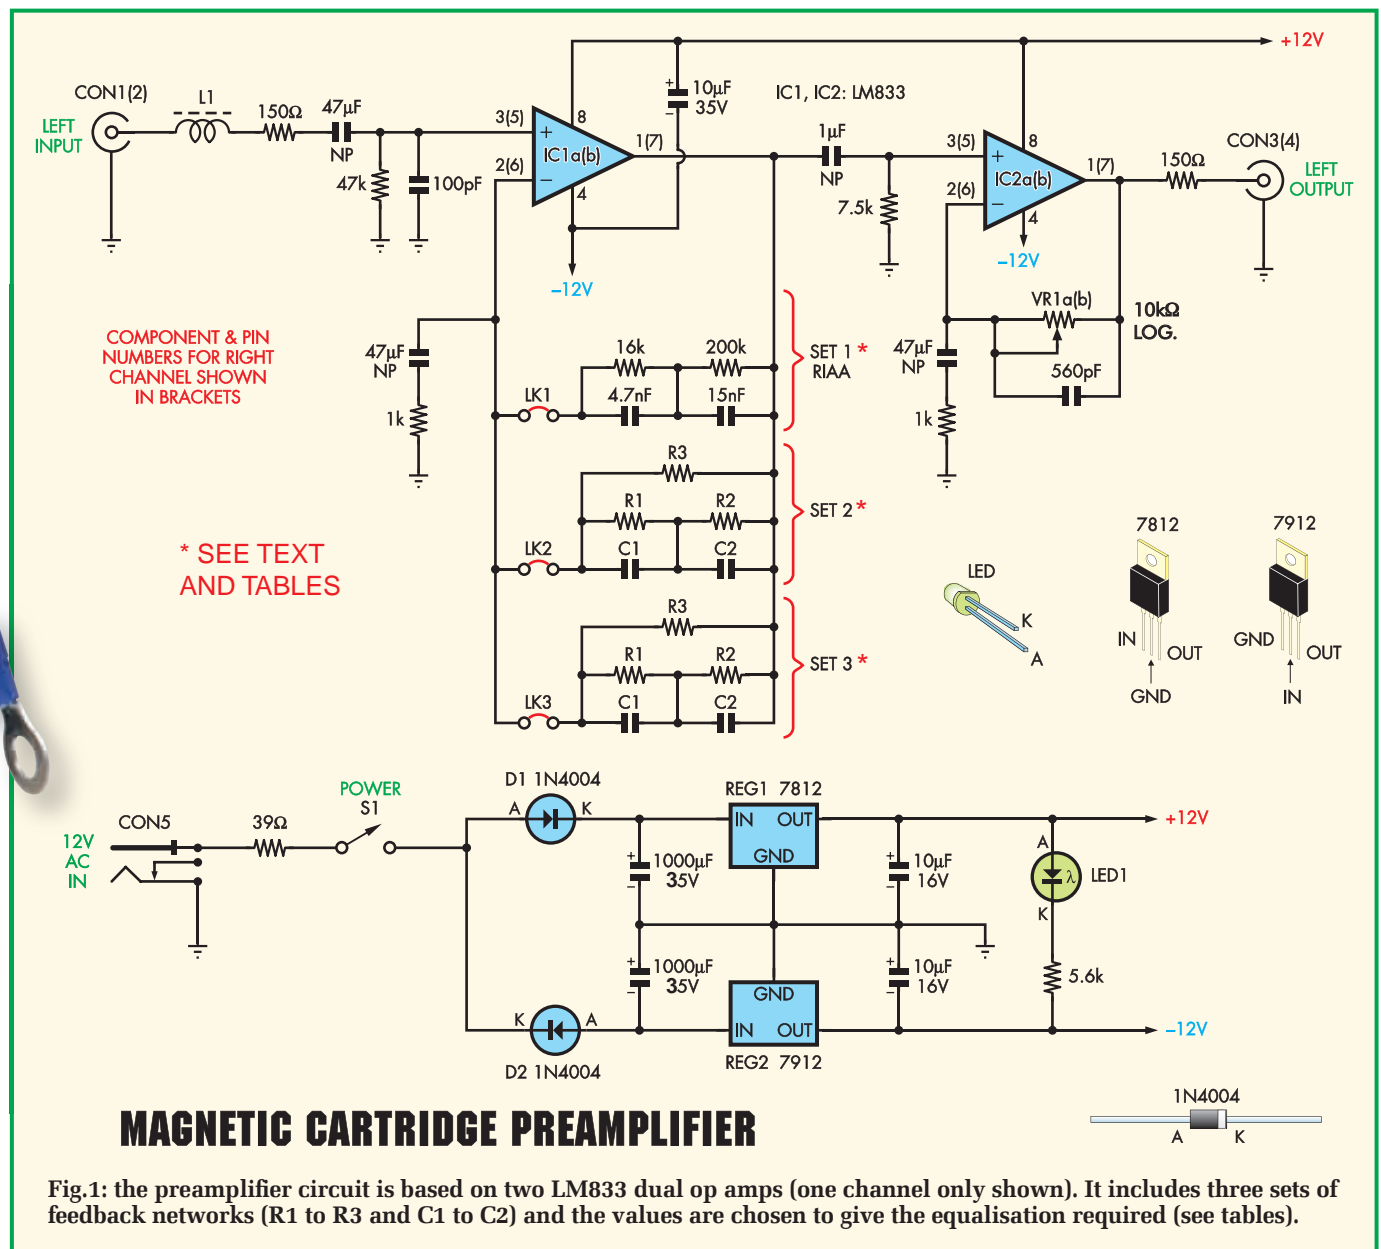 +12V
CON1(2)
LEFT
INPUT
L1
150Ω
47µF
NP
47k
100pF
3(5)
2(6)
+
−
IC1a(b)
8
4
1(7)
+
−
10µF
35V
IC1, IC2: LM833
−12V
1µF
NP
7.5k
3(5)
2(6)
+
−
IC2a(b)
8
4
1(7)
−12V
150Ω
CON3(4)
LEFT
OUTPUT
VR1a(b)
10kΩ
LOG.
560pF
47µF
NP
1k
COMPONENT & PIN
NUMBERS FOR RIGHT
CHANNEL SHOWN
IN BRACKETS
47µF
NP
1k
LK1
16k
200k
4.7nF
15nF
SET 1 *
RIAA
R3
R1
R2
LK2
C1
C2
SET 2 *
R3
R1
R2
LK3
C1
C2
SET 3 *
* SEE TEXT
AND TABLES
LED
K
A
7812
IN
OUT
GND
7912
GND
OUT
IN
12V
AC
IN
CON5
39Ω
POWER
S1
D1 1N4004
A
K
REG1 7812
IN
OUT
GND
+
−
1000µF
35V
+
−
10µF
16V
+12V
A
λ
LED1
K
5.6k
+
−
1000µF
35V
+
−
10µF
16V
GND
IN
OUT
REG2 7912
K
A
D2 1N4004
−12V
1N4004
A
K
MAGNETIC CARTRIDGE PREAMPLIFIER
Fig.1: the preamplifier circuit is based on two LM833 dual op amps (one channel only shown). It includes three sets of
feedback networks (R1 to R3 and C1 to C2) and the values are chosen to give the equalisation required (see tables).